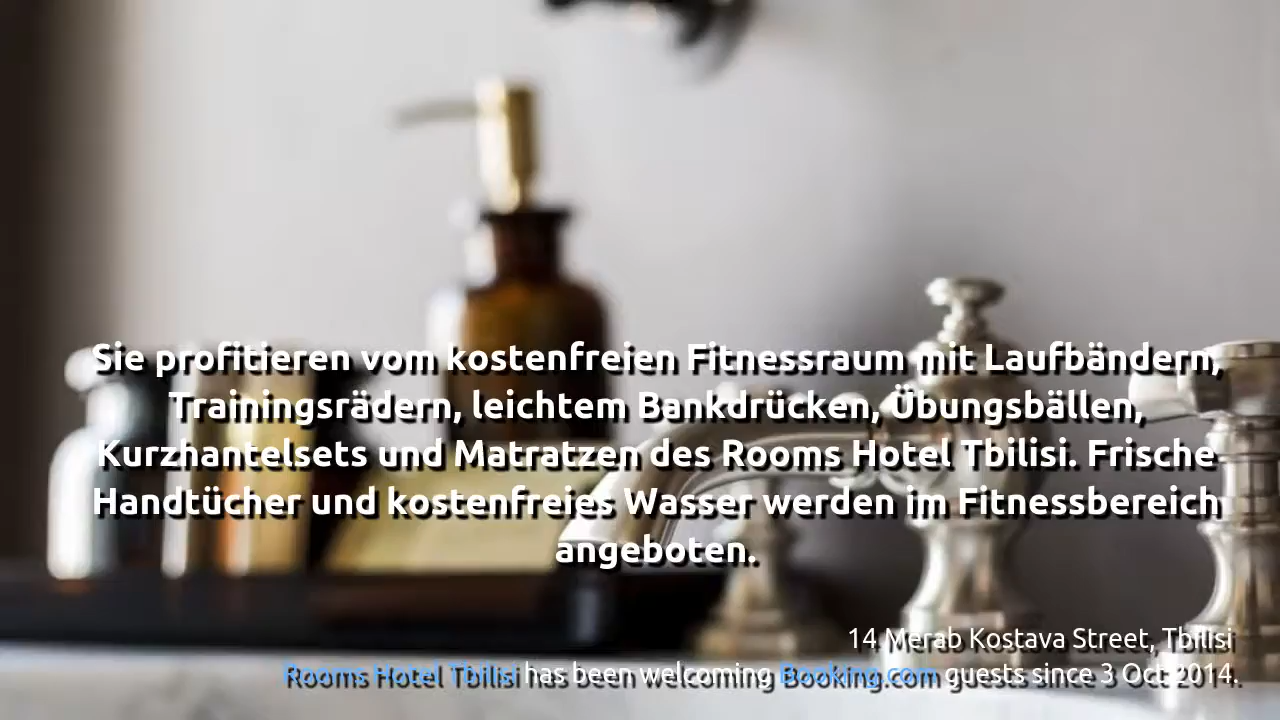 Sie profitieren vom kostenfreien Fitnessraum mit Laufbändern,
Trainingsrädern, leichtem Bankdrücken, Übungsbällen,
Kurzhantelsets und Matratzen des Rooms Hotel Tbilisi. Frische
Handtücher und kostenfreies Wasser werden im Fitnessbereich
angeboten.
14 Merab Kostava Street, Tbilisi
Rooms Hotel Tbilisi has been welcoming Booking.com guests since 3 Oct 2014.